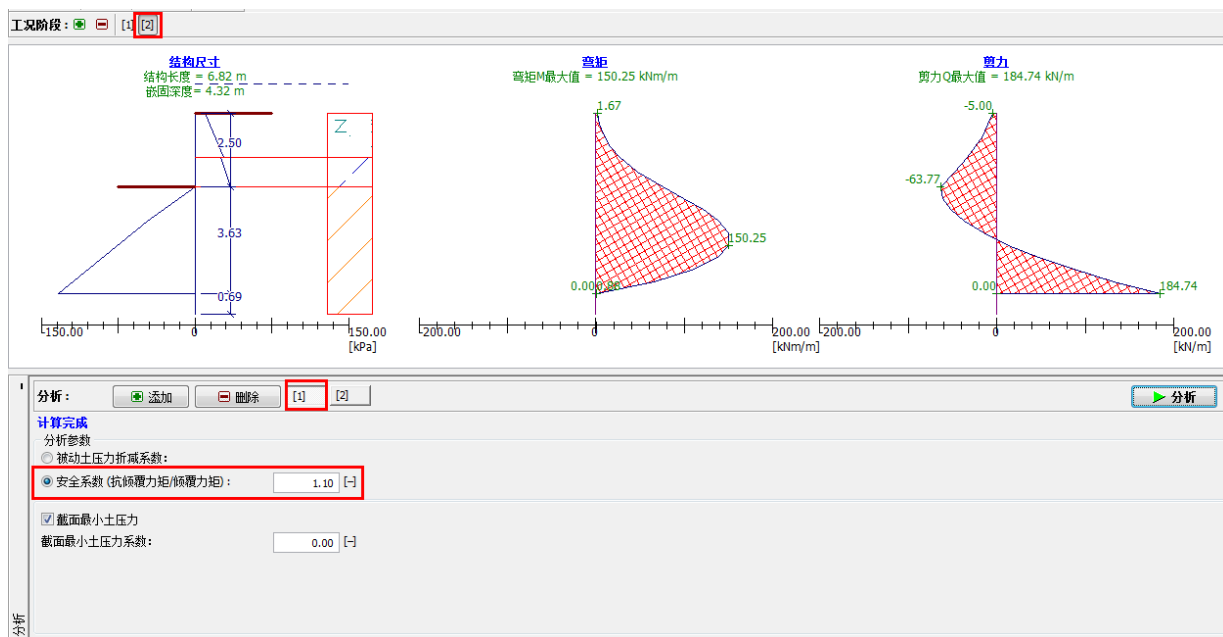 工况阶段： [1] [2]
结构尺寸
结构长度 = 6.82 m
嵌固深度 = 4.32 m
2.50
3.63
0.69
-150.00 0 150.00
[kPa]
弯矩
弯矩M最大值 = 150.25 kNm/m
1.67
150.25
-200.00 0 200.00
[kNm/m]
剪力
剪力Q最大值 = 184.74 kN/m
-5.00
-63.77
0.00 184.74
-200.00 0 200.00
[kN/m]
分析： 添加 删除 [1] [2] 分析
计算完成
分析参数
被动土压力折减系数：
安全系数 (抗倾覆力矩/倾覆力矩)： 1.10 [-]
截面最小土压力
截面最小土压力系数： 0.00 [-]
分析